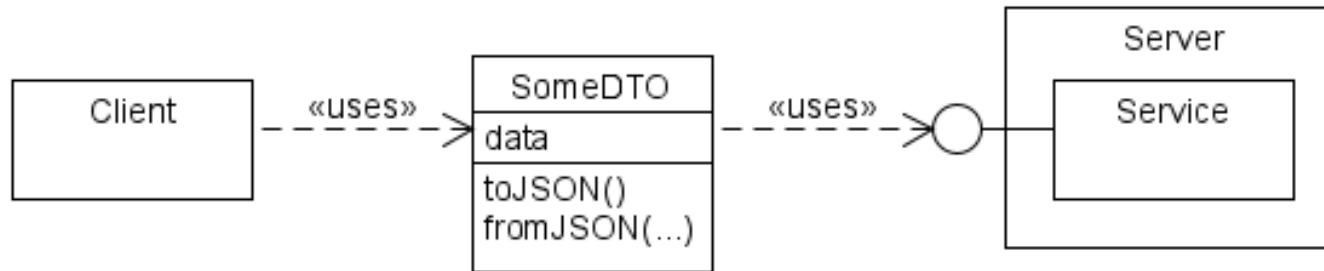 Client
«uses»
SomeDTO
data
toJSON()
fromJSON(...)
«uses»
Server
Service